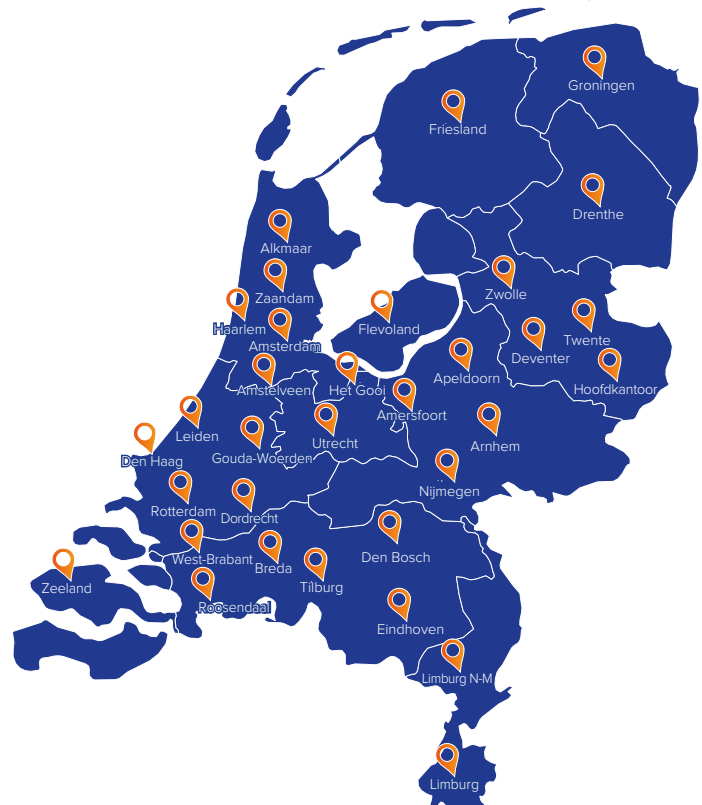 Groningen
Friesland
Drenthe
Alkmaar
Zwolle
Zaandam
Haarlem
Flevoland
Twente
Amsterdam
Deventer
Apeldoorn
Hoofdkantoor
Amstelveen
Het Gooi
Amersfoort
Leiden
Utrecht
Arnhem
Gouda-Woerden
Den Haag
Nijmegen
Rotterdam
Dordrecht
Den Bosch
West-Brabant
Breda
Zeeland
Tilburg
Roosendaal
Eindhoven
Limburg N-M
Limburg